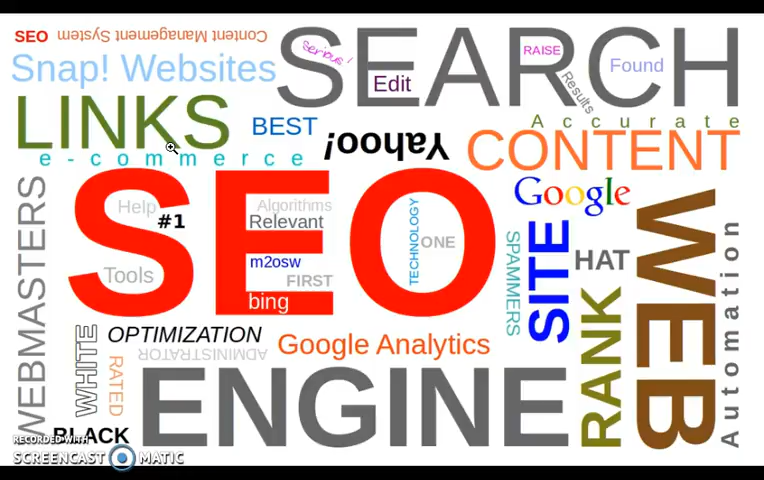 SEO
Content Management System
SEARCH
Serious!
RAISE
Snap! Websites
Edit
Found
Results
LINKS
BEST
Accurate
e-commerce
Yahoo!
CONTENT
Google
WEBMASTERS
SEO
Help
#1
Algorithms
Relevant
TECHNOLOGY
ONE
m2osw
Tools
FIRST
bing
SPAMMERS
SITE
HAT
WEB
Automation
WHITE
OPTIMIZATION
ADMINISTRATOR
Google Analytics
RANK
RATED
ENGINE
BLACK
RECORDED WITH
SCREENCAST MATIC